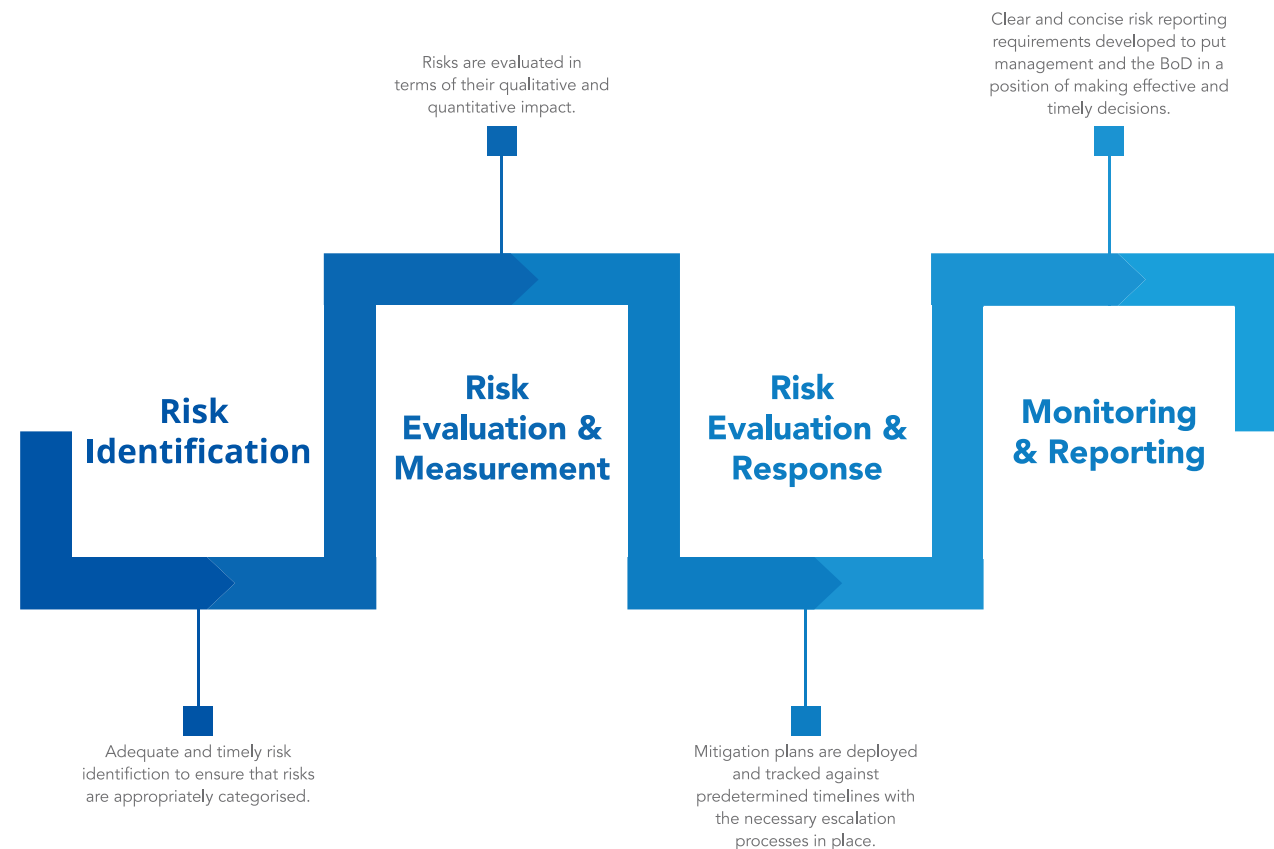 Risk
Identification
Adequate and timely risk
identifiction to ensure that risks
are appropriately categorised.
Risks are evaluated in
terms of their qualitative and
quantitative impact.
Risk
Evaluation &
Measurement
Risk
Evaluation &
Response
Mitigation plans are deployed
and tracked against
predetermined timelines with
the necessary escalation
processes in place.
Clear and concise risk reporting
requirements developed to put
management and the BoD in a
position of making effective and
timely decisions.
Monitoring
& Reporting